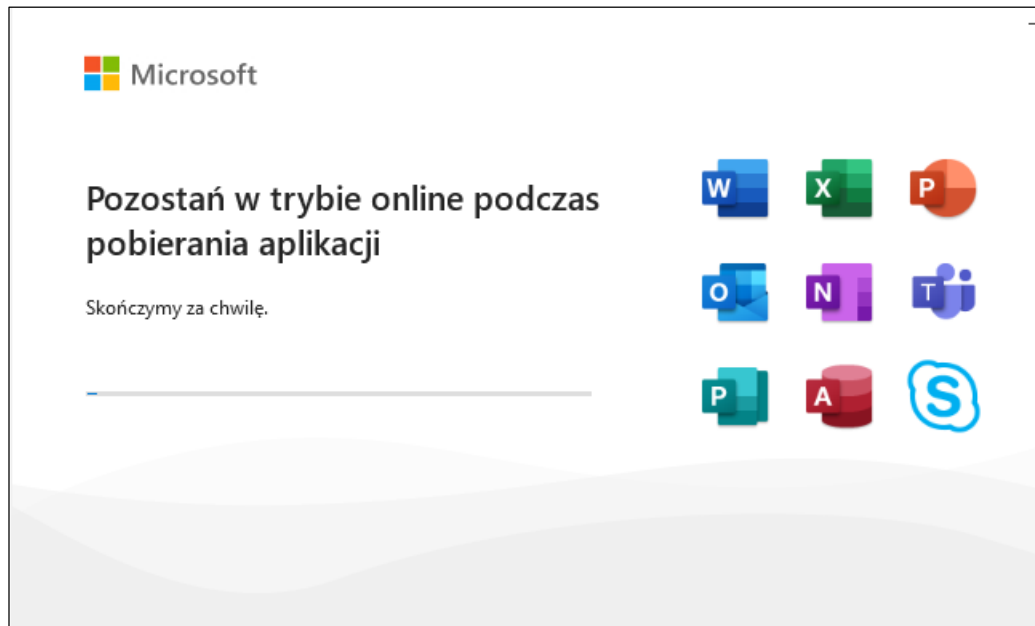 Microsoft
Pozostań w trybie online podczas
pobierania aplikacji
Skończymy za chwilę.
W X P
O N T
P A S